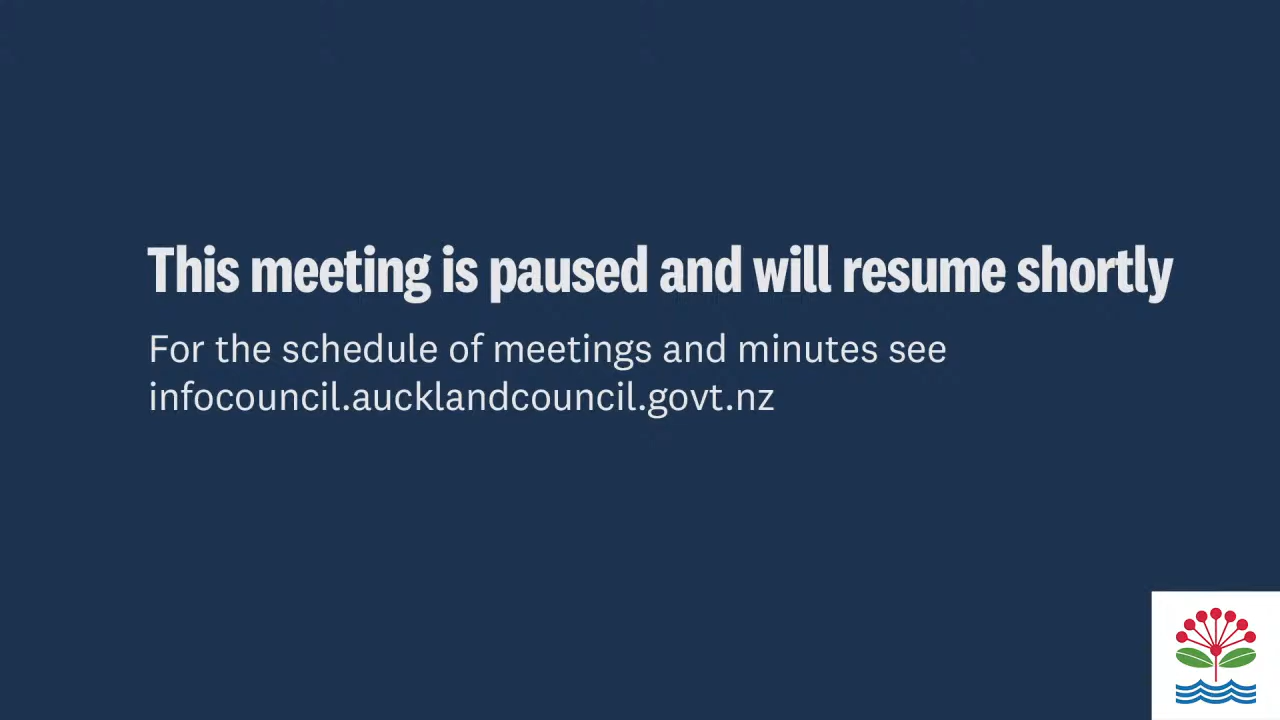 This meeting is paused and will resume shortly
For the schedule of meetings and minutes see
infocouncil.aucklandcouncil.govt.nz